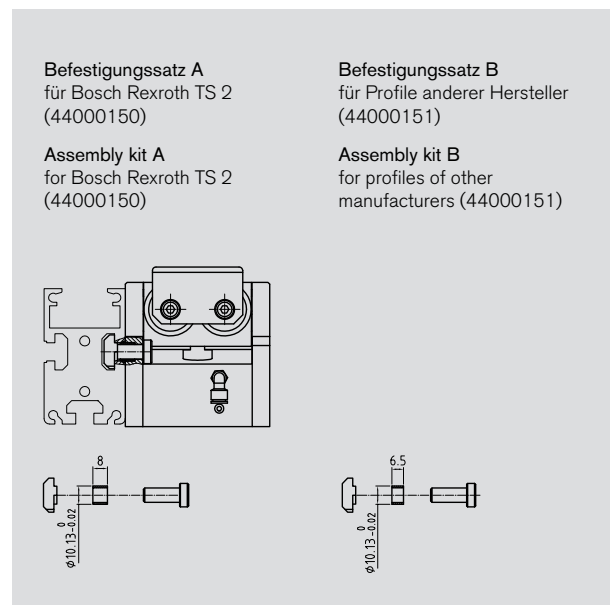 Befestigungssatz A
für Bosch Rexroth TS 2
(44000150)
Assembly kit A
for Bosch Rexroth TS 2
(44000150)
Befestigungssatz B
für Profile anderer Hersteller
(44000151)
Assembly kit B
for profiles of other
manufacturers (44000151)
8
ø10.13 0 -0.02
6.5
ø10.13 0 -0.02